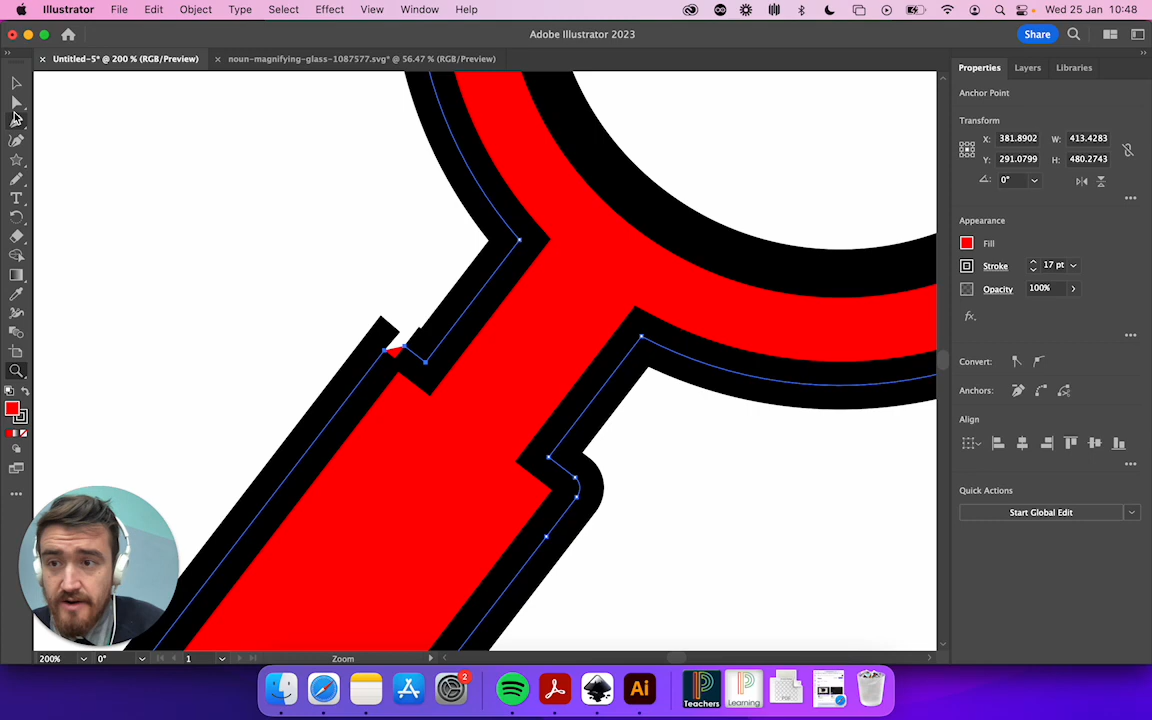 Illustrator File Edit Object Type Select Effect View Window Help Wed 25 Jan 10:48
Adobe Illustrator 2023 Share
Untitled-5* @ 200 % (RGB/Preview) noun-magnifying-glass-1087577.svg* @ 56.47 % (RGB/Preview)
Properties Layers Libraries
Anchor Point
Transform
X: 381.8902 W: 413.4283
Y: 291.0799 H: 480.2743
0°
Appearance
Fill
Stroke 17 pt
Opacity 100%
fx.
Convert:
Anchors:
Align
Quick Actions
Start Global Edit
200% 0° 1 Zoom
2
Ai
Teachers
Learning